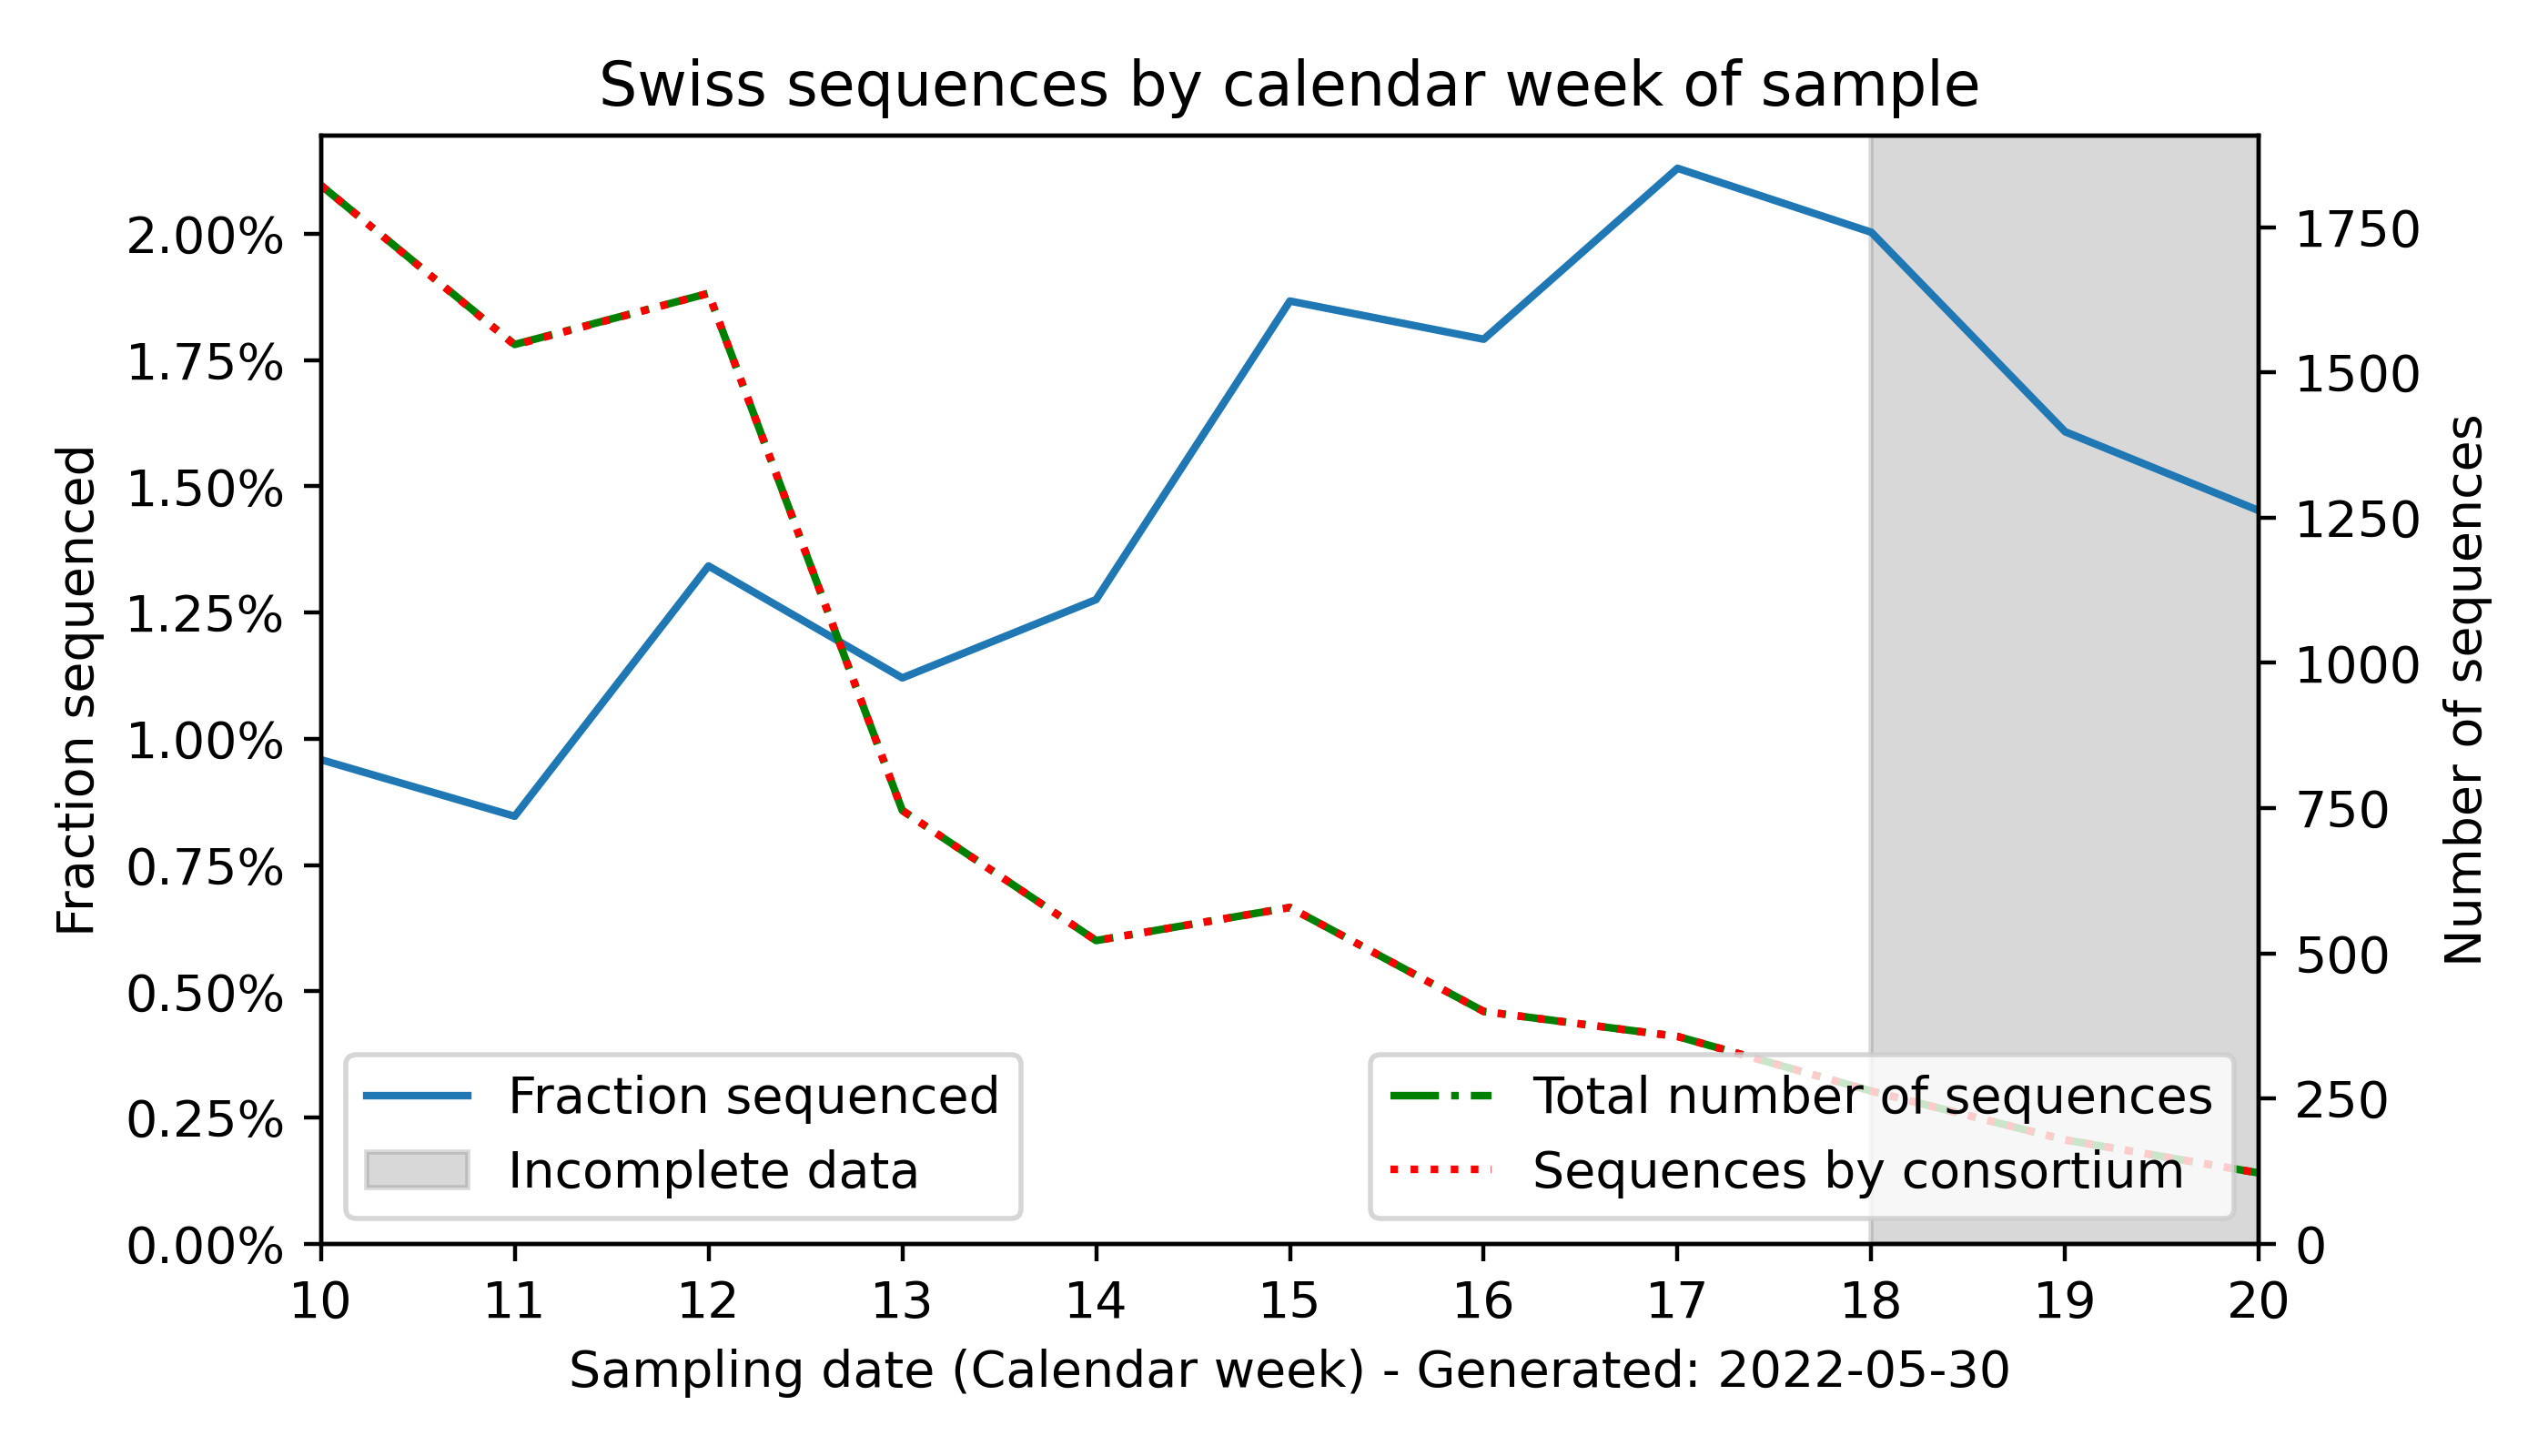 Swiss sequences by calendar week of sample
Fraction sequenced
2.00%
1.75%
1.50%
1.25%
1.00%
0.75%
0.50%
0.25%
0.00%
1750
1500
1250
1000
750
500
250
0
Number of sequences
Fraction sequenced
Incomplete data
Total number of sequences
Sequences by consortium
10 11 12 13 14 15 16 17 18 19 20
Sampling date (Calendar week) - Generated: 2022-05-30